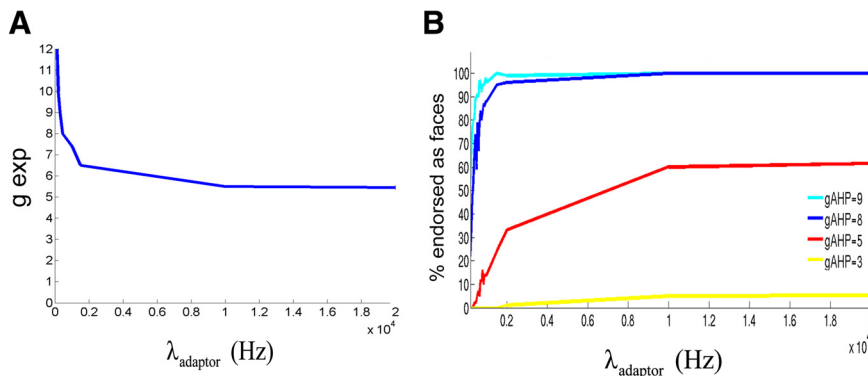 A
g exp
12
11
10
9
8
7
6
5
4
3
2
1
0
0 0.2 0.4 0.6 0.8 1 1.2 1.4 1.6 1.8 2
x 10⁴
λadaptor (Hz)
B
% endorsed as faces
100
90
80
70
60
50
40
30
20
10
0
gAHP=9
gAHP=8
gAHP=5
gAHP=3
0.2 0.4 0.6 0.8 1 1.2 1.4 1.6 1.8
x 10
λadaptor (Hz)